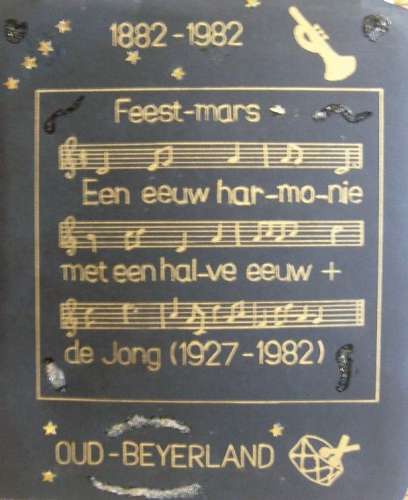 1882-1982
Feest-mars -
Een eeuw har-mo-nie
met een hal-ve eeuw +
de Jong (1927-1982)
OUD-BEYERLAND